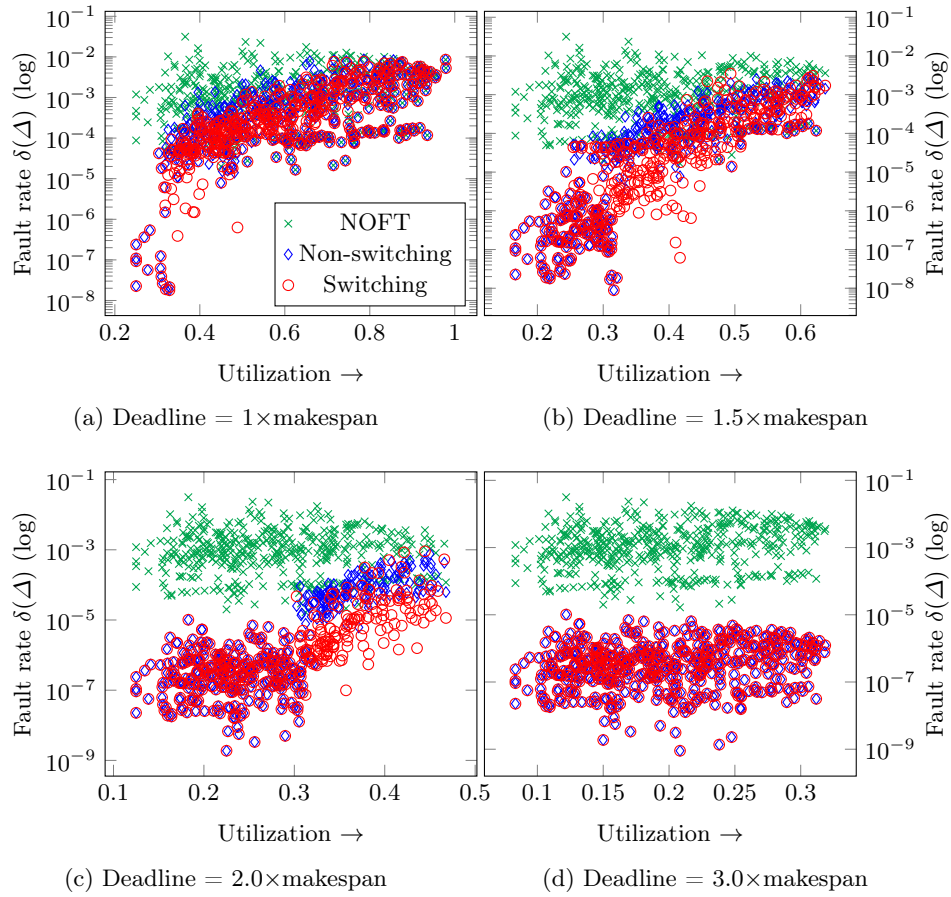 10⁻¹
10⁻²
10⁻³
10⁻⁴
10⁻⁵
10⁻⁶
10⁻⁷
10⁻⁸
Fault rate δ(Δ) (log)
NOFT
Non-switching
Switching
0.2 0.4 0.6 0.8 1
Utilization →
(a) Deadline = 1×makespan
10⁻¹
10⁻²
10⁻³
10⁻⁴
10⁻⁵
10⁻⁶
10⁻⁷
10⁻⁸
Fault rate δ(Δ) (log)
0.2 0.3 0.4 0.5 0.6
Utilization →
(b) Deadline = 1.5×makespan
10⁻¹
10⁻³
10⁻⁵
10⁻⁷
10⁻⁹
Fault rate δ(Δ) (log)
0.1 0.2 0.3 0.4 0.5
Utilization →
(c) Deadline = 2.0×makespan
10⁻¹
10⁻³
10⁻⁵
10⁻⁷
10⁻⁹
Fault rate δ(Δ) (log)
0.1 0.15 0.2 0.25 0.3
Utilization →
(d) Deadline = 3.0×makespan